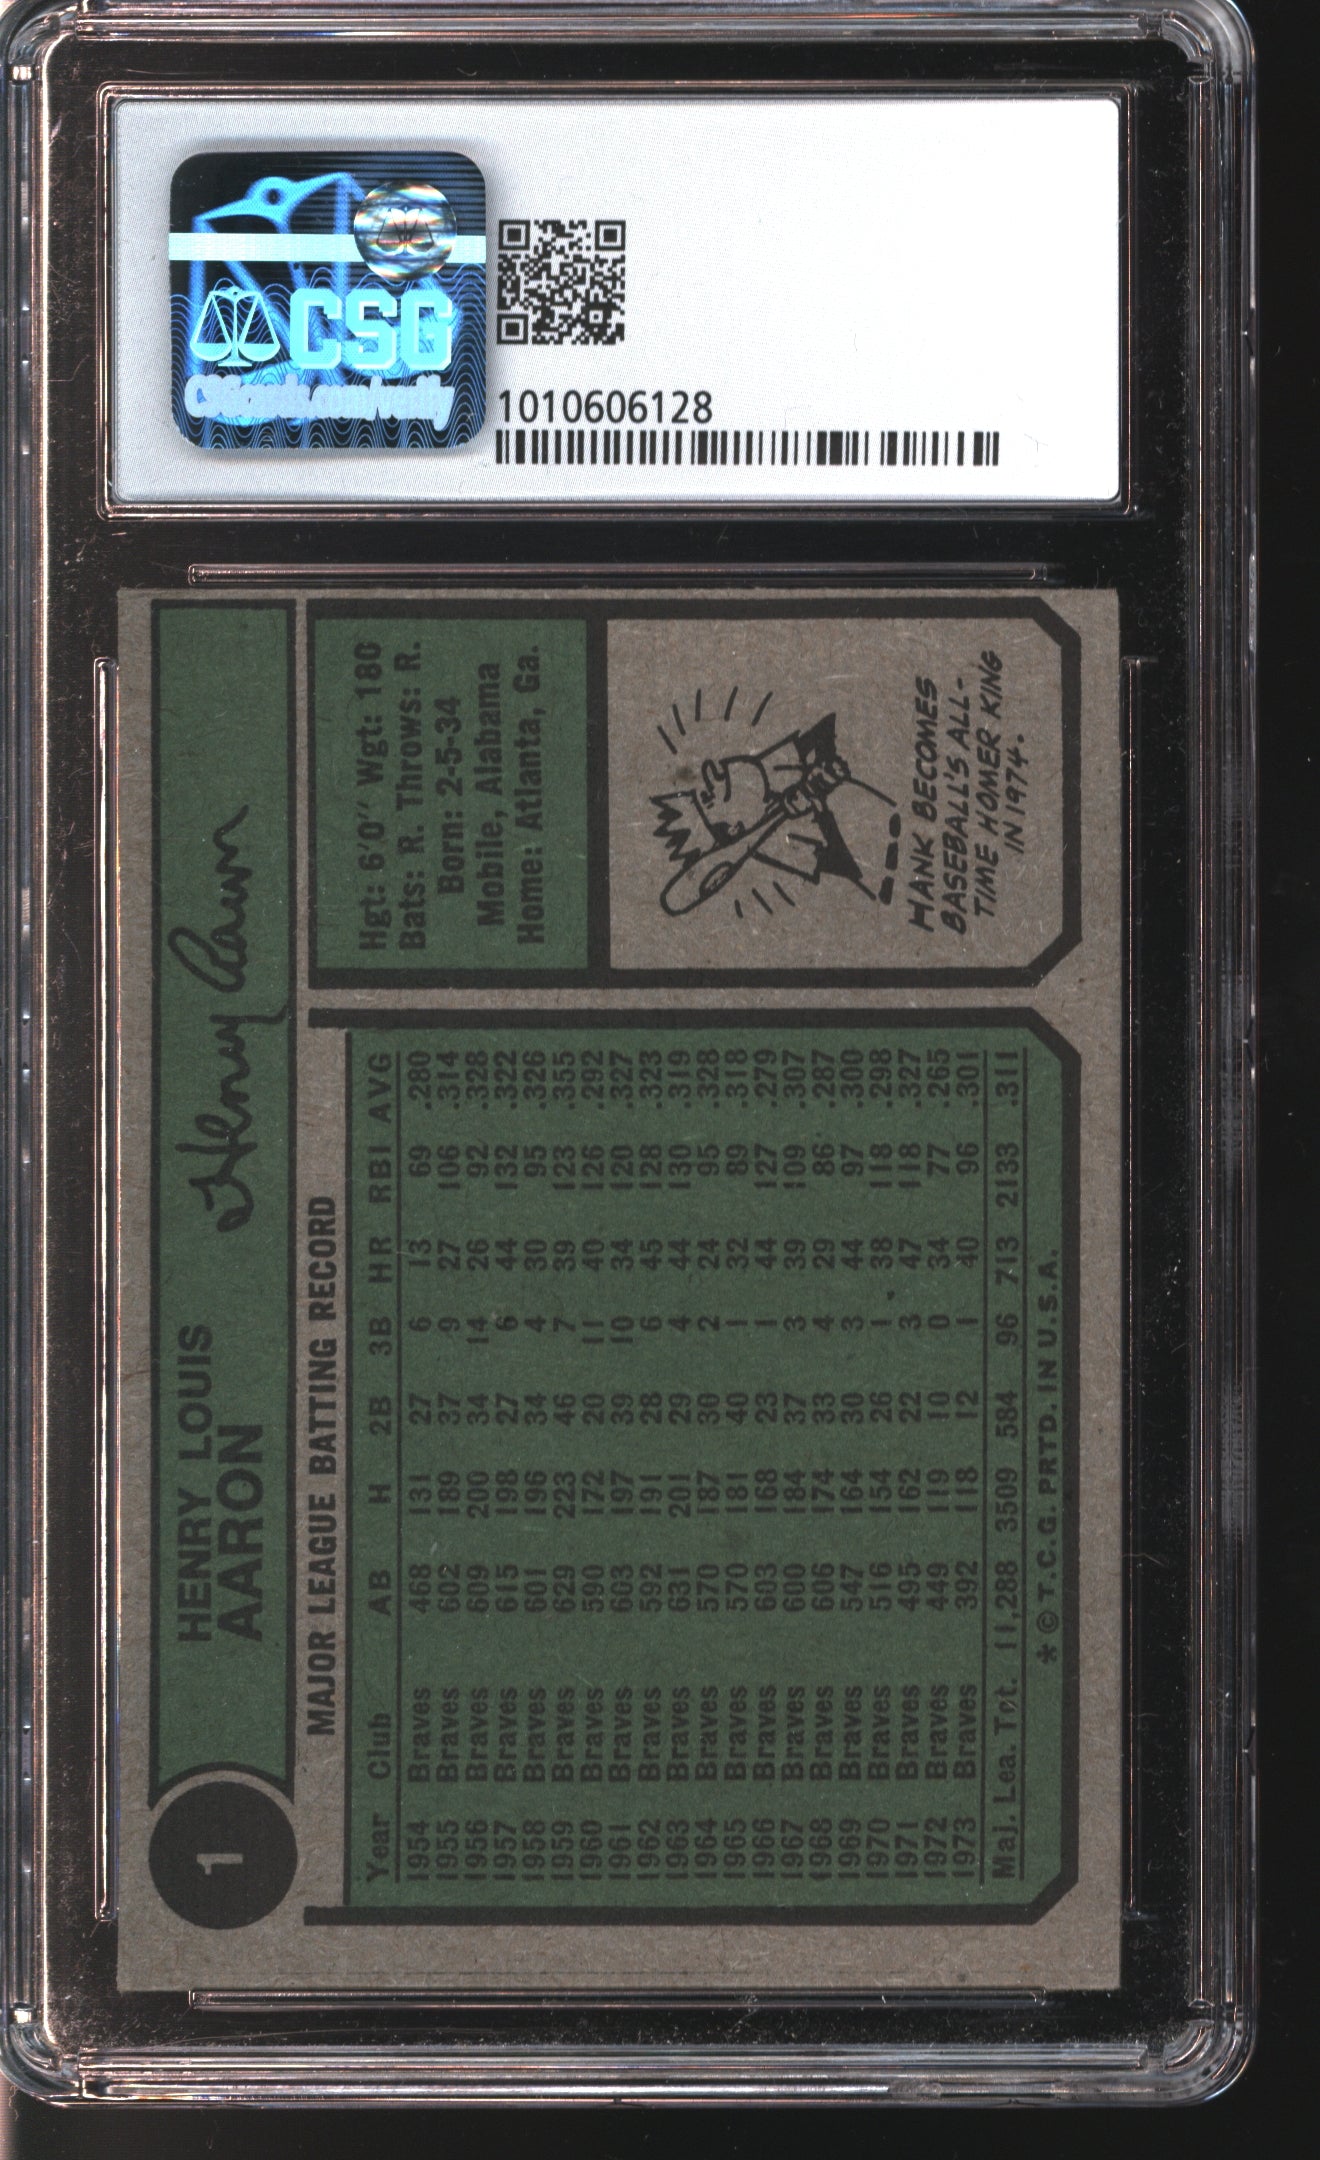 CSG
CSGcards.com/verify
1010606128
1
HENRY LOUIS
AARON
Henry Aaron
MAJOR LEAGUE BATTING RECORD
Year Club AB H 2B 3B HR RBI AVG
1954 Braves 468 131 27 6 13 69 .280
1955 Braves 602 189 37 9 27 106 .314
1956 Braves 609 200 34 14 26 92 .328
1957 Braves 615 198 27 6 44 132 .322
1958 Braves 601 196 34 4 30 95 .326
1959 Braves 629 223 46 7 39 123 .355
1960 Braves 590 172 20 11 40 126 .292
1961 Braves 603 197 39 10 34 120 .327
1962 Braves 592 191 28 6 45 128 .323
1963 Braves 631 201 29 4 44 130 .319
1964 Braves 570 187 30 2 24 95 .328
1965 Braves 570 181 40 1 32 89 .318
1966 Braves 603 168 23 1 44 127 .279
1967 Braves 600 184 37 3 39 109 .307
1968 Braves 606 174 33 4 29 86 .287
1969 Braves 547 164 30 3 44 97 .300
1970 Braves 516 154 26 1 38 118 .298
1971 Braves 495 162 22 3 47 118 .327
1972 Braves 449 119 10 0 34 77 .265
1973 Braves 392 118 12 1 40 96 .301
Maj. Lea. Tot. 11,288 3509 584 96 713 2133 .311
* © T.C.G. PRTD. IN U.S.A.
Hgt: 6'0" Wgt: 180
Bats: R. Throws: R.
Born: 2-5-34
Mobile, Alabama
Home: Atlanta, Ga.
HANK BECOMES
BASEBALL'S ALL-
TIME HOMER KING
IN 1974.